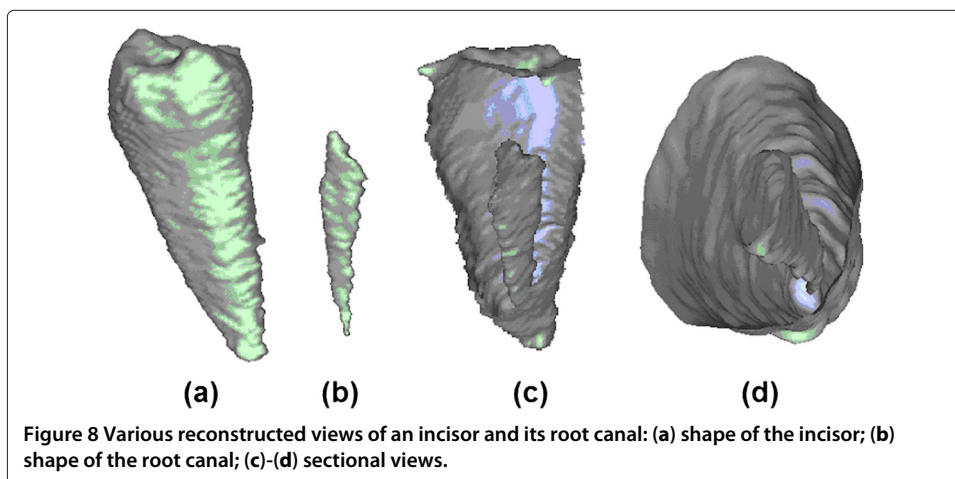 (a) (b) (c) (d)
Figure 8 Various reconstructed views of an incisor and its root canal: (a) shape of the incisor; (b)
shape of the root canal; (c)-(d) sectional views.